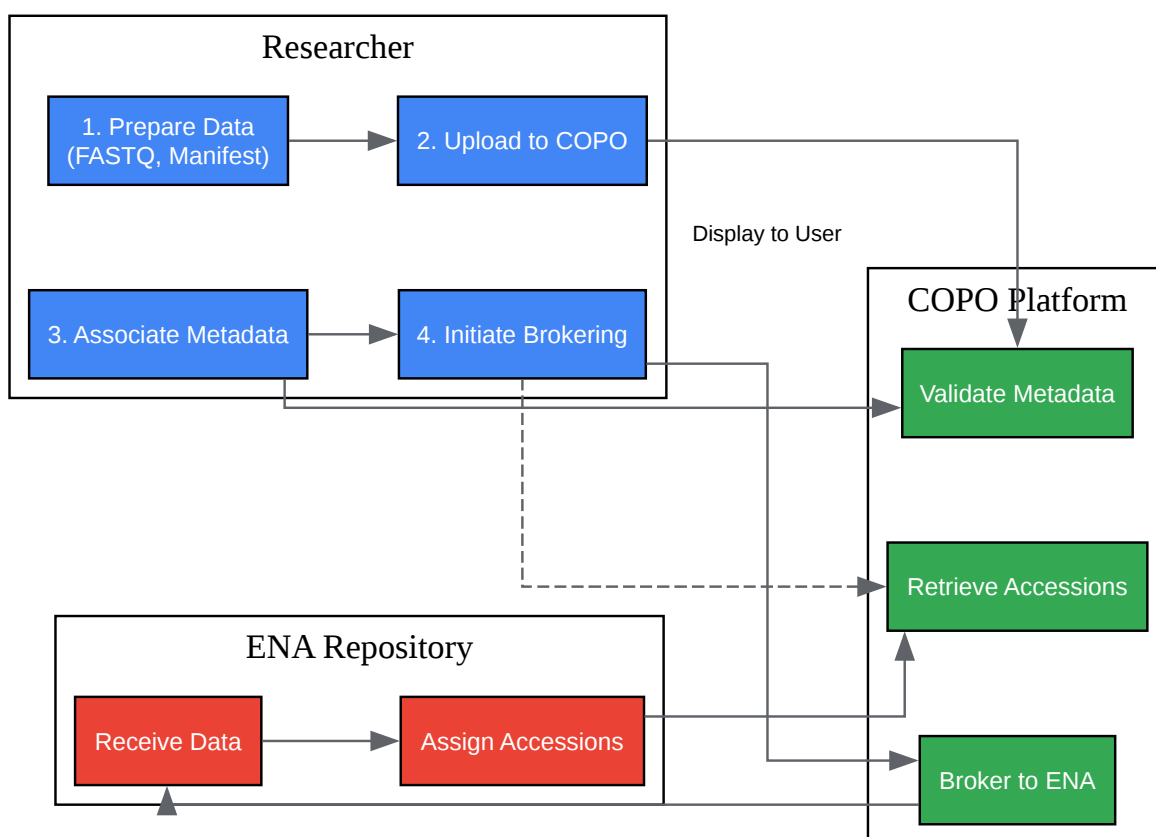 Researcher
1. Prepare Data
(FASTQ, Manifest)
2. Upload to COPO
Display to User
3. Associate Metadata
4. Initiate Brokering
COPO Platform
Validate Metadata
Retrieve Accessions
ENA Repository
Receive Data
Assign Accessions
Broker to ENA